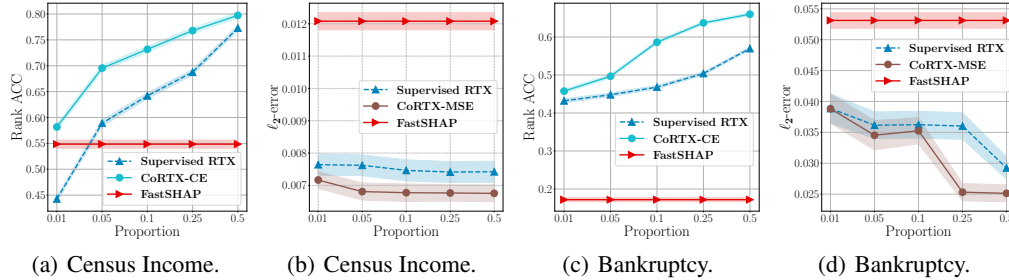 Rank ACC
0.80
0.75
0.70
0.65
0.60
0.55
0.50
0.45
Supervised RTX
CoRTX-CE
FastSHAP
0.01 0.05 0.1 0.25 0.5
Proportion
(a) Census Income.
ℓ2-error
0.012
0.011
0.010
0.009
0.008
0.007
Supervised RTX
CoRTX-MSE
FastSHAP
0.01 0.05 0.1 0.25 0.5
Proportion
(b) Census Income.
Rank ACC
0.6
0.5
0.4
0.3
0.2
Supervised RTX
CoRTX-CE
FastSHAP
0.01 0.05 0.1 0.25 0.5
Proportion
(c) Bankruptcy.
ℓ2-error
0.055
0.050
0.045
0.040
0.035
0.030
0.025
Supervised RTX
CoRTX-MSE
FastSHAP
0.01 0.05 0.1 0.25 0.5
Proportion
(d) Bankruptcy.